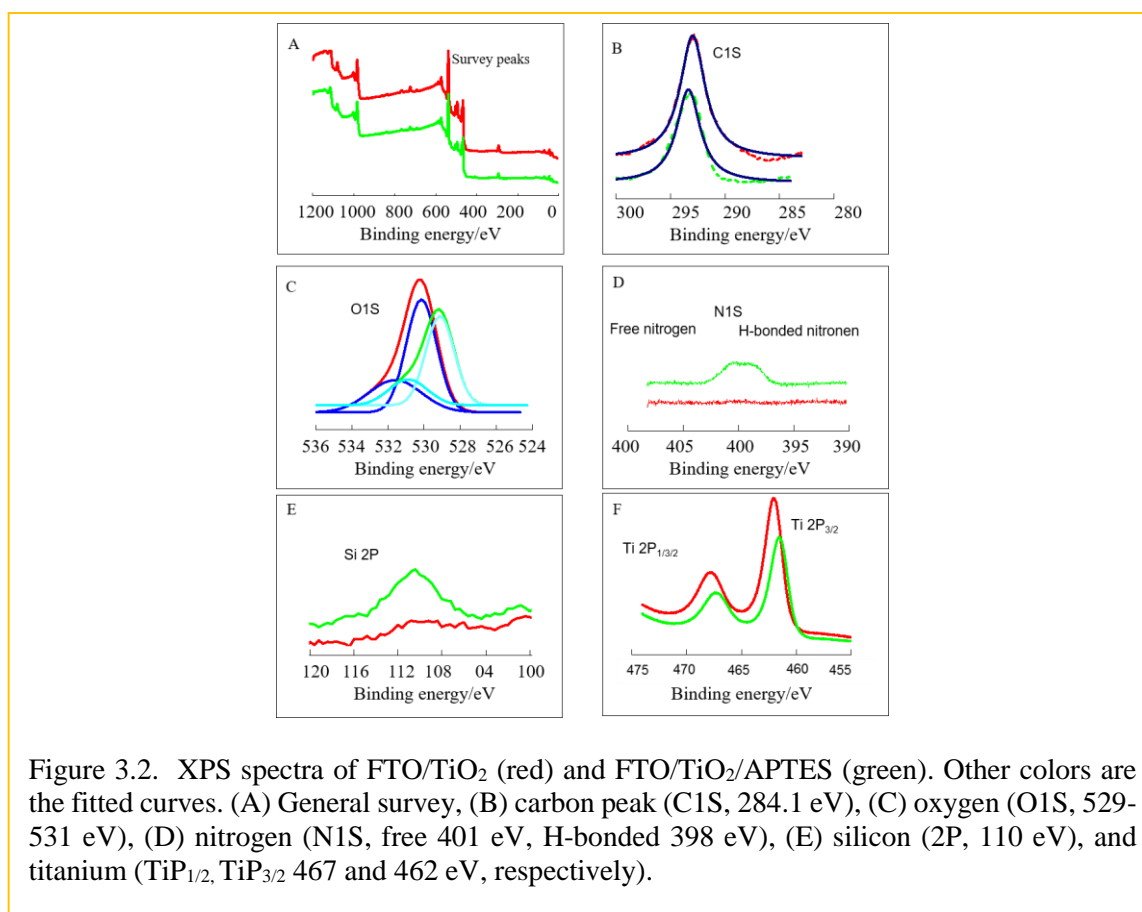 A
Survey peaks
1200 1000 800 600 400 200 0
Binding energy/eV
B
C1S
300 295 290 285 280
Binding energy/eV
C
O1S
536 534 532 530 528 526 524
Binding energy/eV
D
N1S
Free nitrogen H-bonded nitronen
400 405 400 395 390
Binding energy/eV
E
Si 2P
120 116 112 108 04 100
Binding energy/eV
F
Ti 2P3/2
Ti 2P1/3/2
475 470 465 460 455
Binding energy/eV
Figure 3.2. XPS spectra of FTO/TiO2 (red) and FTO/TiO2/APTES (green). Other colors are
the fitted curves. (A) General survey, (B) carbon peak (C1S, 284.1 eV), (C) oxygen (O1S, 529-
531 eV), (D) nitrogen (N1S, free 401 eV, H-bonded 398 eV), (E) silicon (2P, 110 eV), and
titanium (TiP1/2, TiP3/2 467 and 462 eV, respectively).